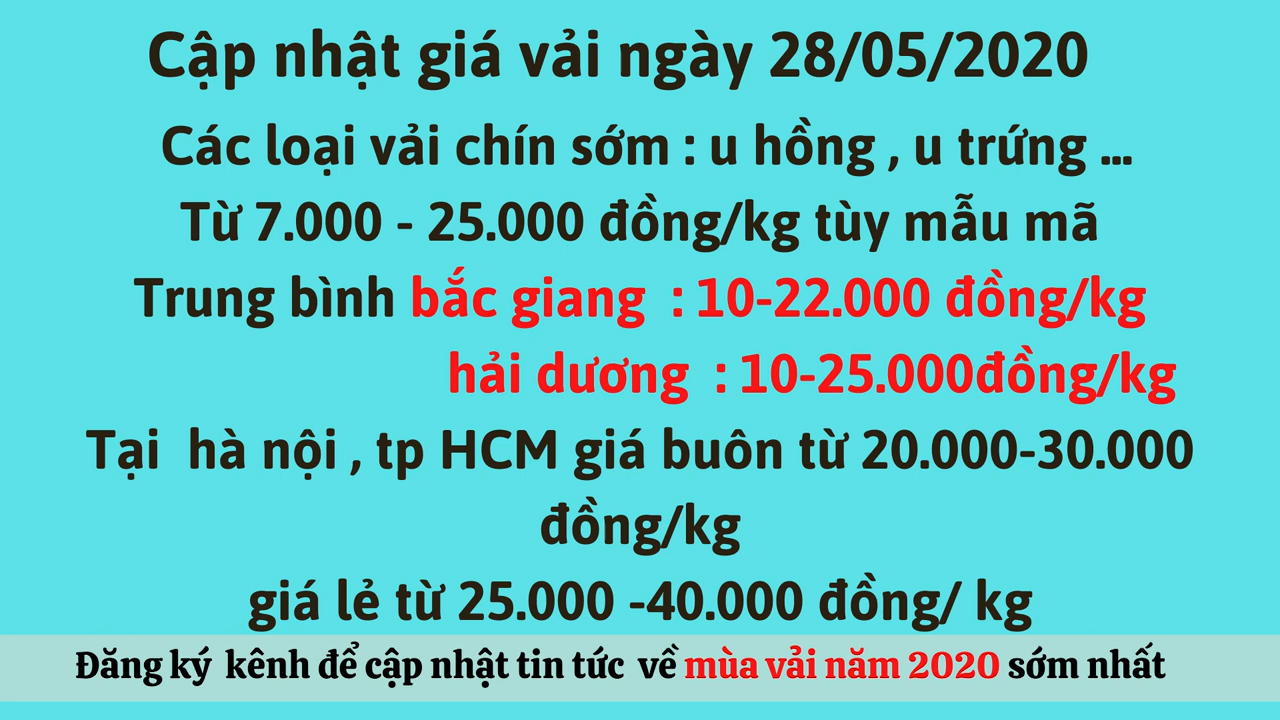 Cập nhật giá vải ngày 28/05/2020
Các loại vải chín sớm : u hồng , u trứng ...
Từ 7.000 - 25.000 đồng/kg tùy mẫu mã
Trung bình bắc giang : 10-22.000 đồng/kg
hải dương : 10-25.000đồng/kg
Tại hà nội , tp HCM giá buôn từ 20.000-30.000
đồng/kg
giá lẻ từ 25.000 -40.000 đồng/ kg
Đăng ký kênh để cập nhật tin tức về mùa vải năm 2020 sớm nhất